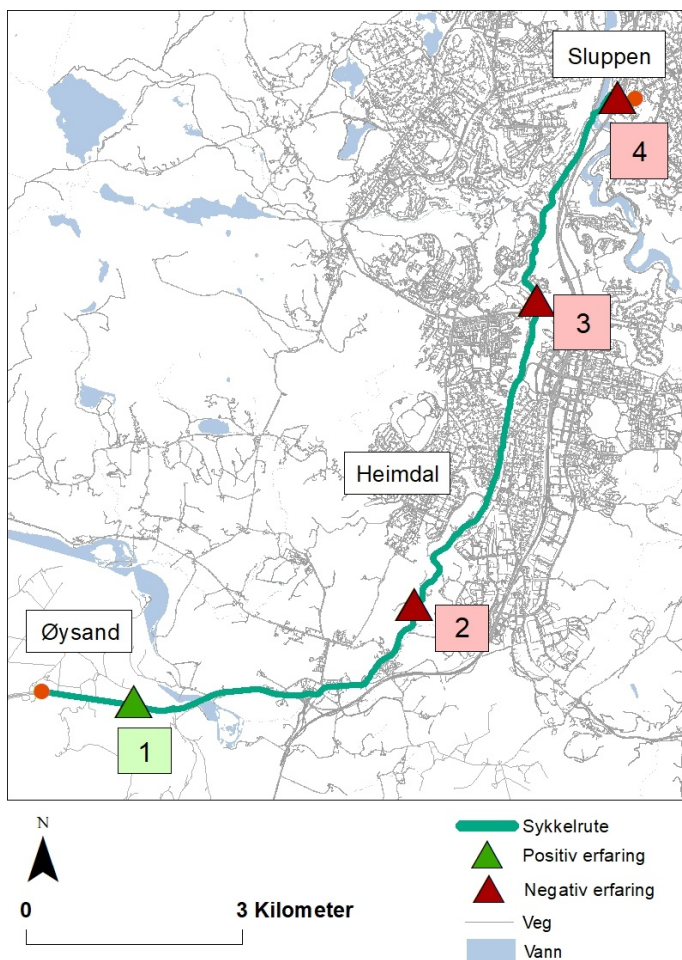 Sluppen
4
3
Heimdal
2
Øysand
1
N
0 3 Kilometer
Sykkelrute
Positiv erfaring
Negativ erfaring
Veg
Vann